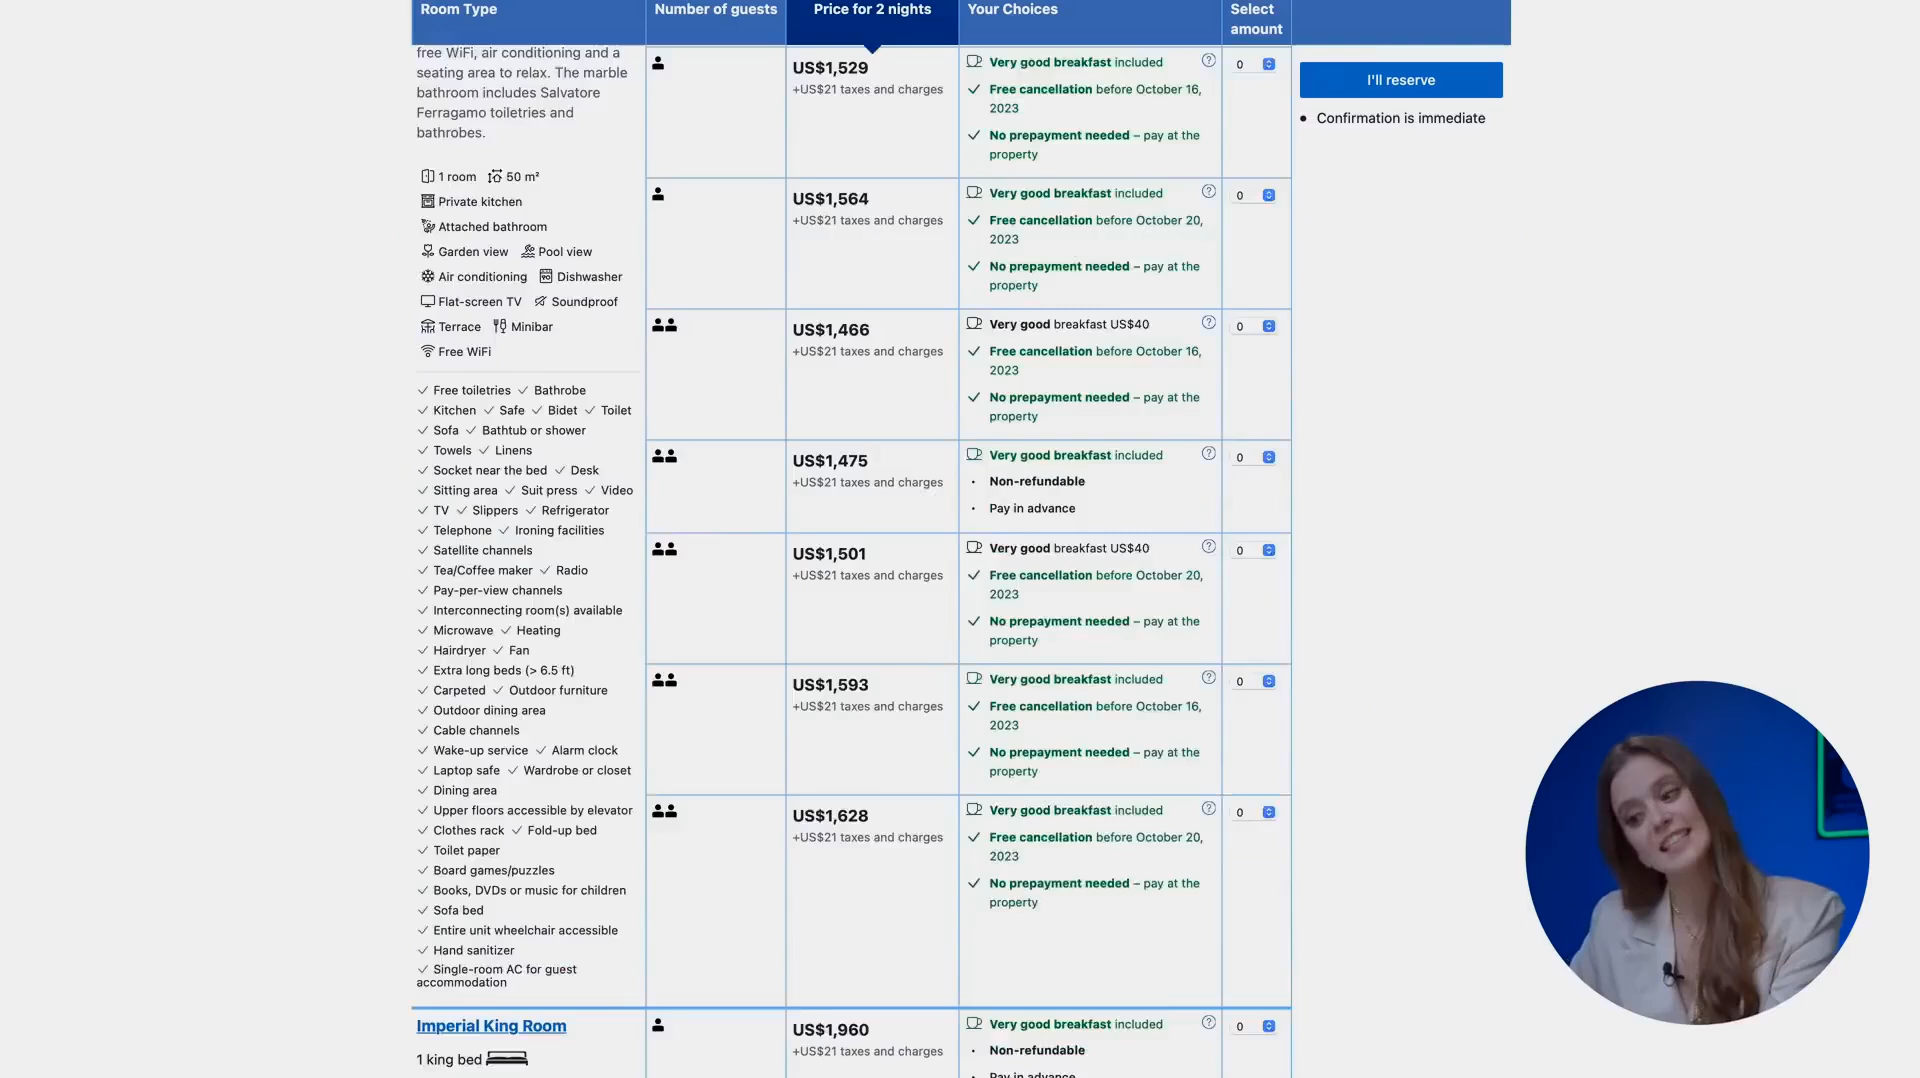 Room Type
Number of guests
Price for 2 nights
Your Choices
Select
amount
free WiFi, air conditioning and a
seating area to relax. The marble
bathroom includes Salvatore
Ferragamo toiletries and
bathrobes.
1 room 50 m²
Private kitchen
Attached bathroom
Garden view Pool view
Air conditioning Dishwasher
Flat-screen TV Soundproof
Terrace Minibar
Free WiFi
Free toiletries Bathrobe
Kitchen Safe Bidet Toilet
Sofa Bathtub or shower
Towels Linens
Socket near the bed Desk
Sitting area Suit press Video
TV Slippers Refrigerator
Telephone Ironing facilities
Satellite channels
Tea/Coffee maker Radio
Pay-per-view channels
Interconnecting room(s) available
Microwave Heating
Hairdryer Fan
Extra long beds (> 6.5 ft)
Carpeted Outdoor furniture
Outdoor dining area
Cable channels
Wake-up service Alarm clock
Laptop safe Wardrobe or closet
Dining area
Upper floors accessible by elevator
Clothes rack Fold-up bed
Toilet paper
Board games/puzzles
Books, DVDs or music for children
Sofa bed
Entire unit wheelchair accessible
Hand sanitizer
Single-room AC for guest
accommodation
US$1,529
+US$21 taxes and charges
Very good breakfast included
Free cancellation before October 16,
2023
No prepayment needed – pay at the
property
0
US$1,564
+US$21 taxes and charges
Very good breakfast included
Free cancellation before October 20,
2023
No prepayment needed – pay at the
property
0
US$1,466
+US$21 taxes and charges
Very good breakfast US$40
Free cancellation before October 16,
2023
No prepayment needed – pay at the
property
0
US$1,475
+US$21 taxes and charges
Very good breakfast included
Non-refundable
Pay in advance
0
US$1,501
+US$21 taxes and charges
Very good breakfast US$40
Free cancellation before October 20,
2023
No prepayment needed – pay at the
property
0
US$1,593
+US$21 taxes and charges
Very good breakfast included
Free cancellation before October 16,
2023
No prepayment needed – pay at the
property
0
US$1,628
+US$21 taxes and charges
Very good breakfast included
Free cancellation before October 20,
2023
No prepayment needed – pay at the
property
0
I'll reserve
Confirmation is immediate
Imperial King Room
1 king bed
US$1,960
+US$21 taxes and charges
Very good breakfast included
Non-refundable
Pay in advance
0